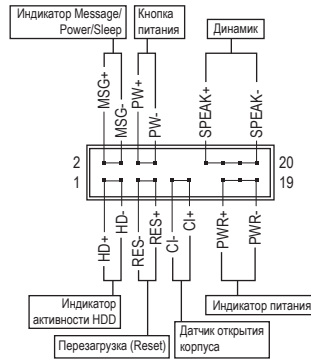 Индикатор Message/
Power/Sleep
Кнопка
питания
Динамик
MSG+
MSG-
PW+
PW-
SPEAK+
SPEAK-
2
20
1
19
HD+
HD-
RES-
RES+
CI-
CI+
PWR+
PWR-
Индикатор
активности HDD
Перезагрузка (Reset)
Датчик открытия
корпуса
Индикатор питания